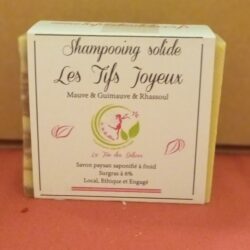 Shampooing solide
Les Tifs Joyeux
Mauve & Guimauve & Rhassoul
La Fée des Délices
Savon paysan saponifié à froid
Surgras à 6%
Local, Ethique et Engagé